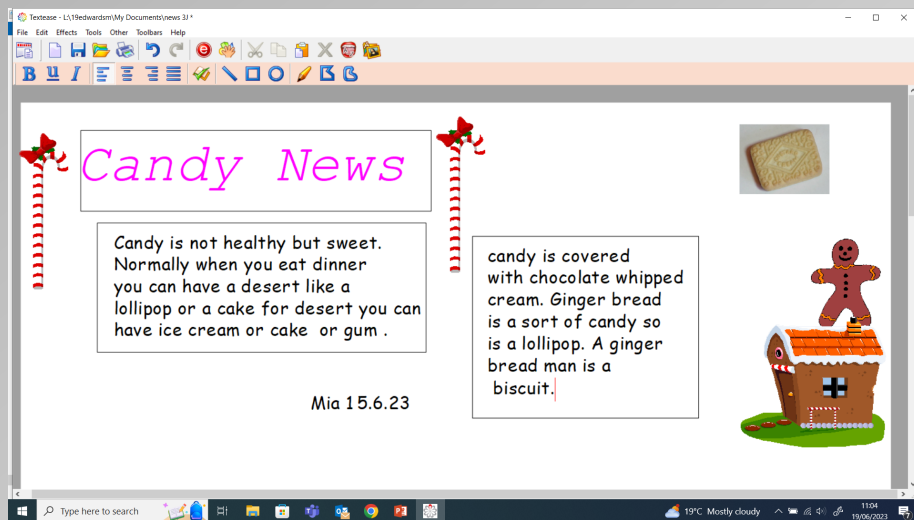 Textease - L:\19edwardsm\My Documents\news 3J *
File Edit Effects Tools Other Toolbars Help
B U I
Candy News
Candy is not healthy but sweet.
Normally when you eat dinner
you can have a desert like a
lollipop or a cake for desert you can
have ice cream or cake or gum .
Mia 15.6.23
candy is covered
with chocolate whipped
cream. Ginger bread
is a sort of candy so
is a lollipop. A ginger
bread man is a
biscuit.
Type here to search
19°C Mostly cloudy
11:04
19/06/2023